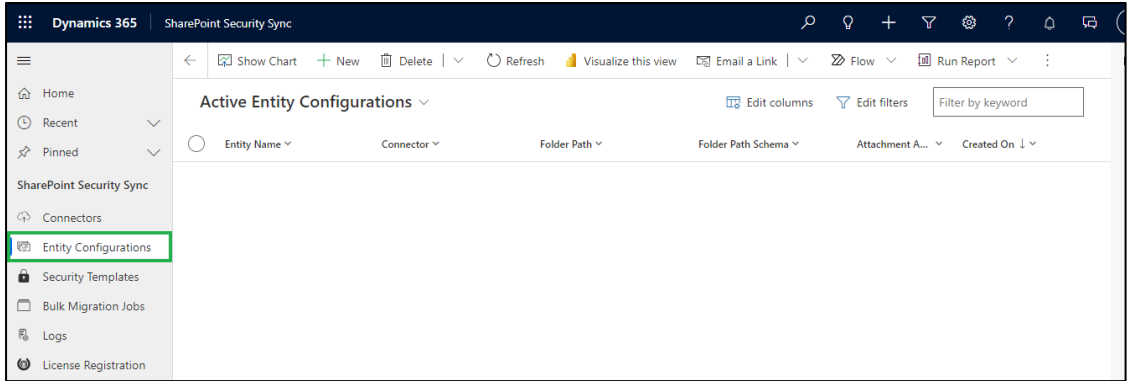 Dynamics 365 SharePoint Security Sync
Show Chart New Delete Refresh Visualize this view Email a Link Flow Run Report
Home
Recent
Pinned
SharePoint Security Sync
Connectors
Entity Configurations
Security Templates
Bulk Migration Jobs
Logs
License Registration
Active Entity Configurations Edit columns Edit filters Filter by keyword
Entity Name Connector Folder Path Folder Path Schema Attachment A... Created On